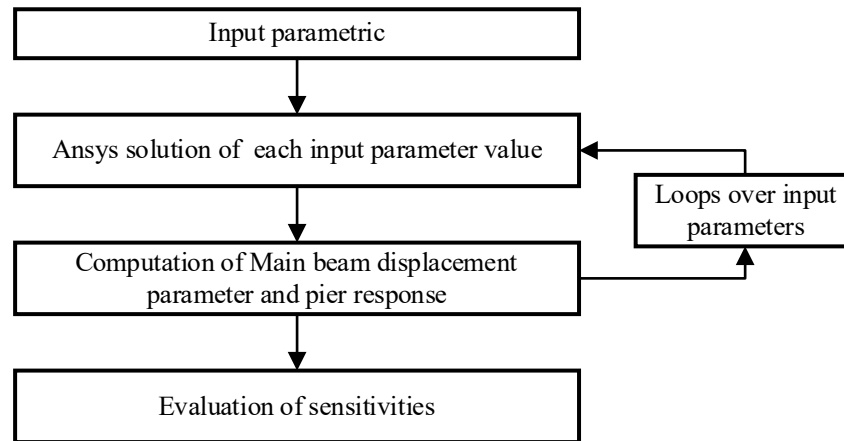 Input parametric
Ansys solution of each input parameter value
Loops over input
parameters
Computation of Main beam displacement
parameter and pier response
Evaluation of sensitivities